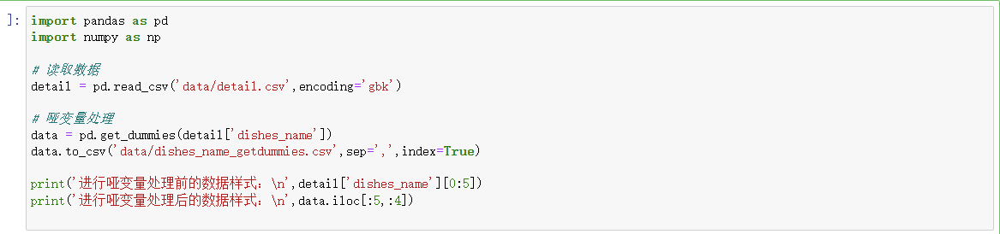 ]: import pandas as pd
import numpy as np
# 读取数据
detail = pd.read_csv('data/detail.csv',encoding='gbk')
# 哑变量处理
data = pd.get_dummies(detail['dishes_name'])
data.to_csv('data/dishes_name_getdummies.csv',sep=',',index=True)
print('进行哑变量处理前的数据样式：\n',detail['dishes_name'][0:5])
print('进行哑变量处理后的数据样式：\n',data.iloc[:5,:4])